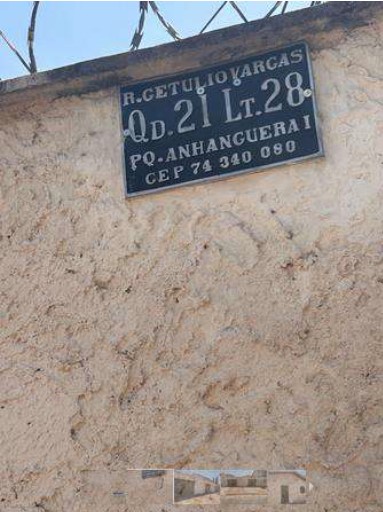 R.GETULIO VARGAS
QD.21 LT.28
PQ.ANHANGUERA I
CEP 74 340 080